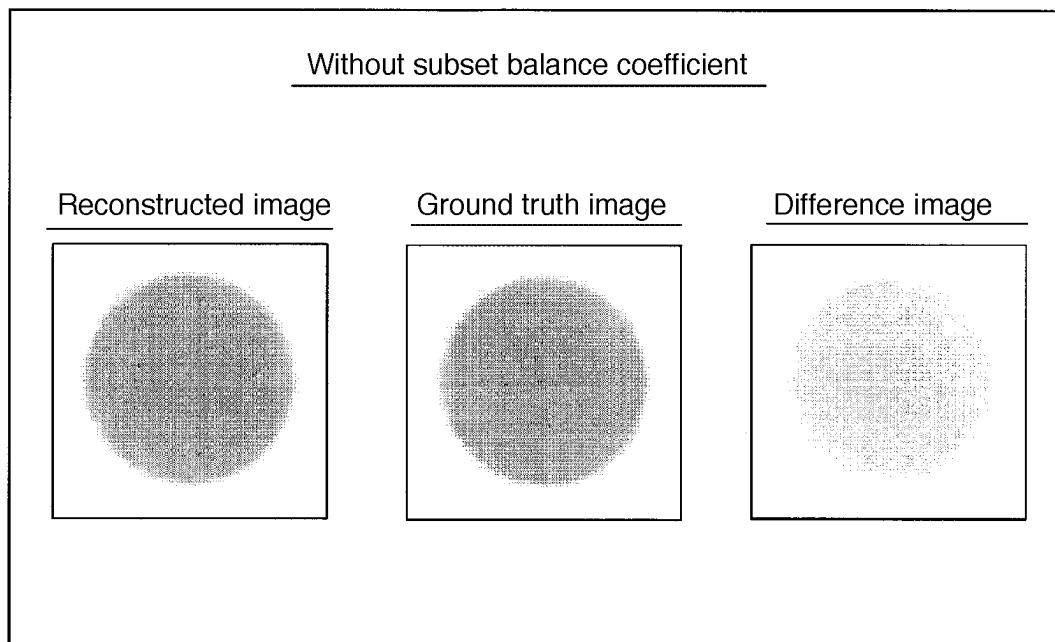 Without subset balance coefficient
Reconstructed image
Ground truth image
Difference image